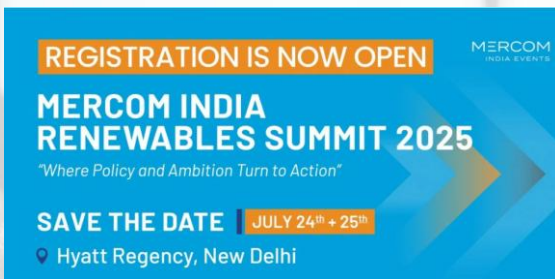 REGISTRATION IS NOW OPEN
MERCOM
INDIA EVENTS
MERCOM INDIA
RENEWABLES SUMMIT 2025
"Where Policy and Ambition Turn to Action"
SAVE THE DATE JULY 24th + 25th
Hyatt Regency, New Delhi